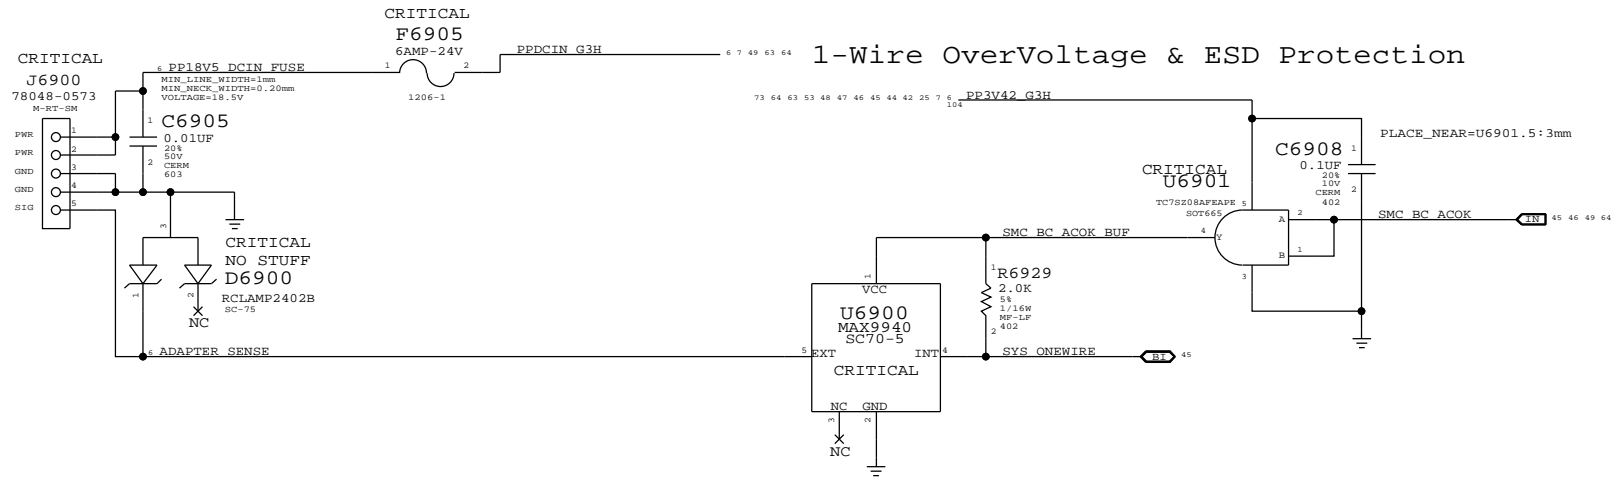 CRITICAL
F6905
6AMP-24V
1
2
1206-1
PPDCIN_G3H
6 7 49 63 64
1-Wire OverVoltage & ESD Protection
CRITICAL
J6900
78048-0573
M-RT-SM
6
PP18V5_DCIN_FUSE
MIN_LINE_WIDTH=1mm
MIN_NECK_WIDTH=0.20mm
VOLTAGE=18.5V
PWR
1
PWR
2
GND
3
GND
4
SIG
5
1
C6905
0.01UF
20%
50V
CERM
603
2
73 64 63 53 48 47 46 45 44 42 25 7 6
104
PP3V42_G3H
PLACE_NEAR=U6901.5:3mm
C6908
0.1UF
20%
10V
CERM
402
1
2
CRITICAL
U6901
TC7SZ08AFEAPE
SOT665
5
A
2
B
1
Y
4
3
SMC_BC_ACOK
IN
45 46 49 64
SMC_BC_ACOK_BUF
3
CRITICAL
NO STUFF
D6900
RCLAMP2402B
SC-75
1
2
NC
1
R6929
2.0K
5%
1/16W
MF-LF
402
2
1
VCC
U6900
MAX9940
SC70-5
5
EXT
INT
4
CRITICAL
NC
GND
3
2
NC
6
ADAPTER_SENSE
SYS_ONEWIRE
BI
45